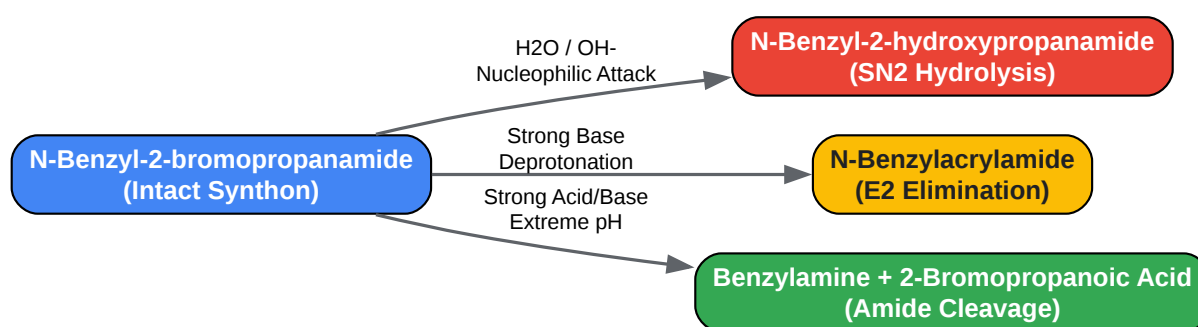 H2O / OH-
Nucleophilic Attack
N-Benzyl-2-hydroxypropanamide
(SN2 Hydrolysis)
N-Benzyl-2-bromopropanamide
(Intact Synthon)
Strong Base
Deprotonation
N-Benzylacrylamide
(E2 Elimination)
Strong Acid/Base
Extreme pH
Benzylamine + 2-Bromopropanoic Acid
(Amide Cleavage)